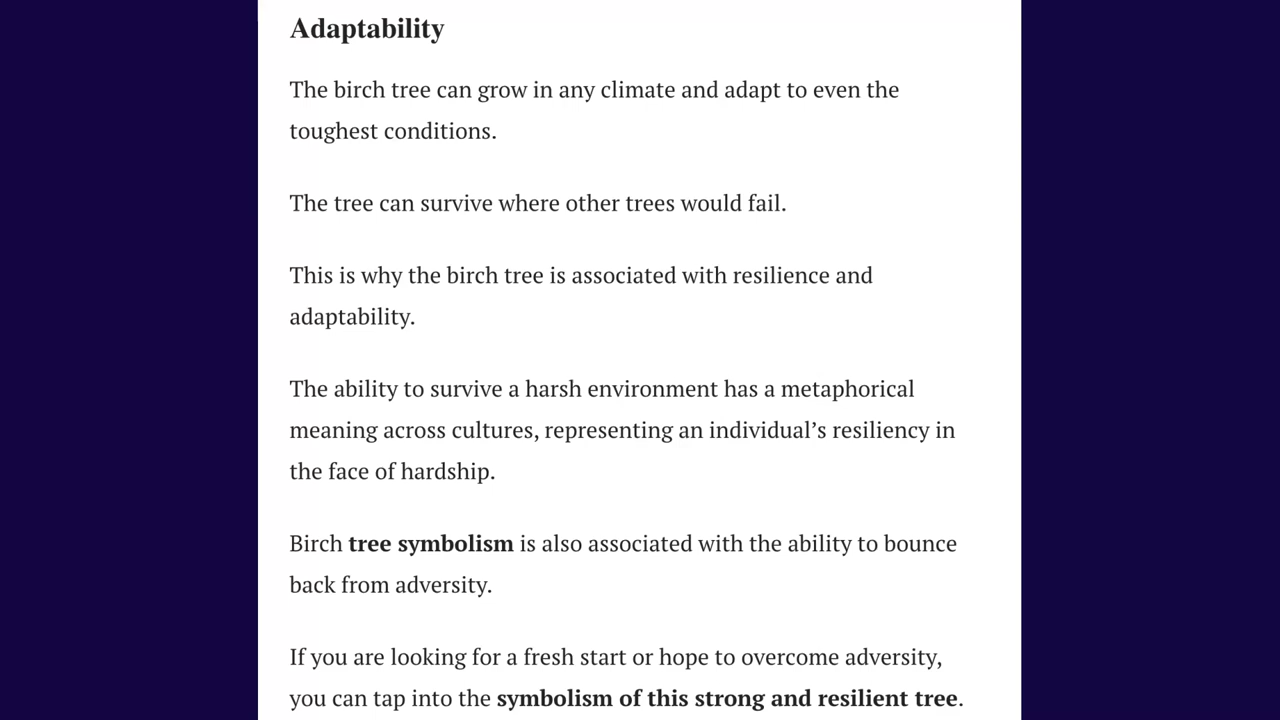 Adaptability
The birch tree can grow in any climate and adapt to even the
toughest conditions.
The tree can survive where other trees would fail.
This is why the birch tree is associated with resilience and
adaptability.
The ability to survive a harsh environment has a metaphorical
meaning across cultures, representing an individual’s resiliency in
the face of hardship.
Birch tree symbolism is also associated with the ability to bounce
back from adversity.
If you are looking for a fresh start or hope to overcome adversity,
you can tap into the symbolism of this strong and resilient tree.